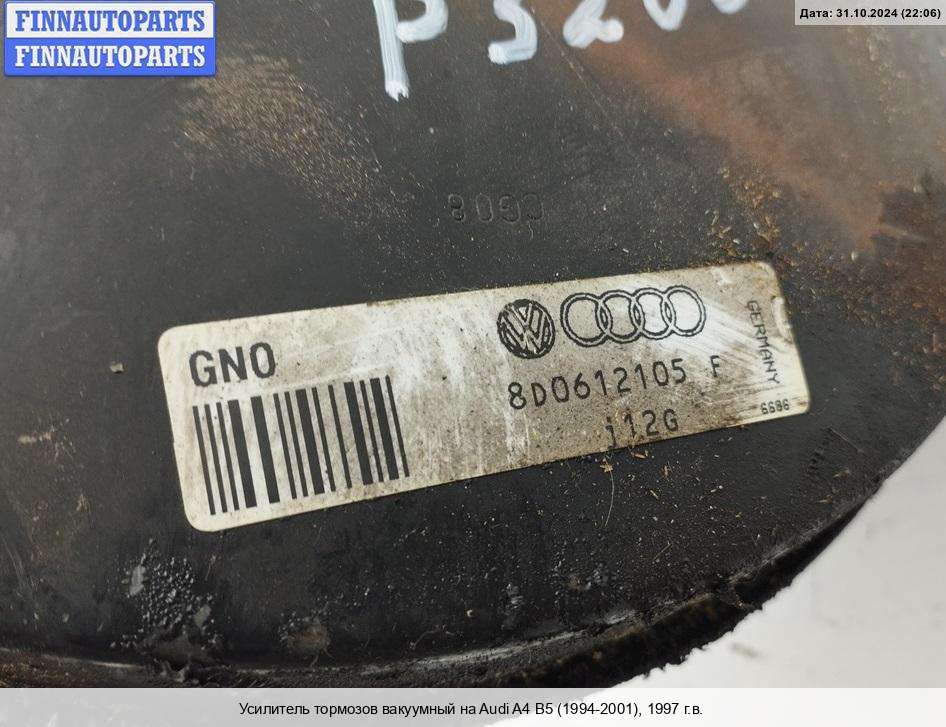 FINNAUTOPARTS
FINNAUTOPARTS
Дата: 31.10.2024 (22:06)
GNO
8D0612105 F
j12G
GERMANY
Усилитель тормозов вакуумный на Audi A4 B5 (1994-2001), 1997 г.в.